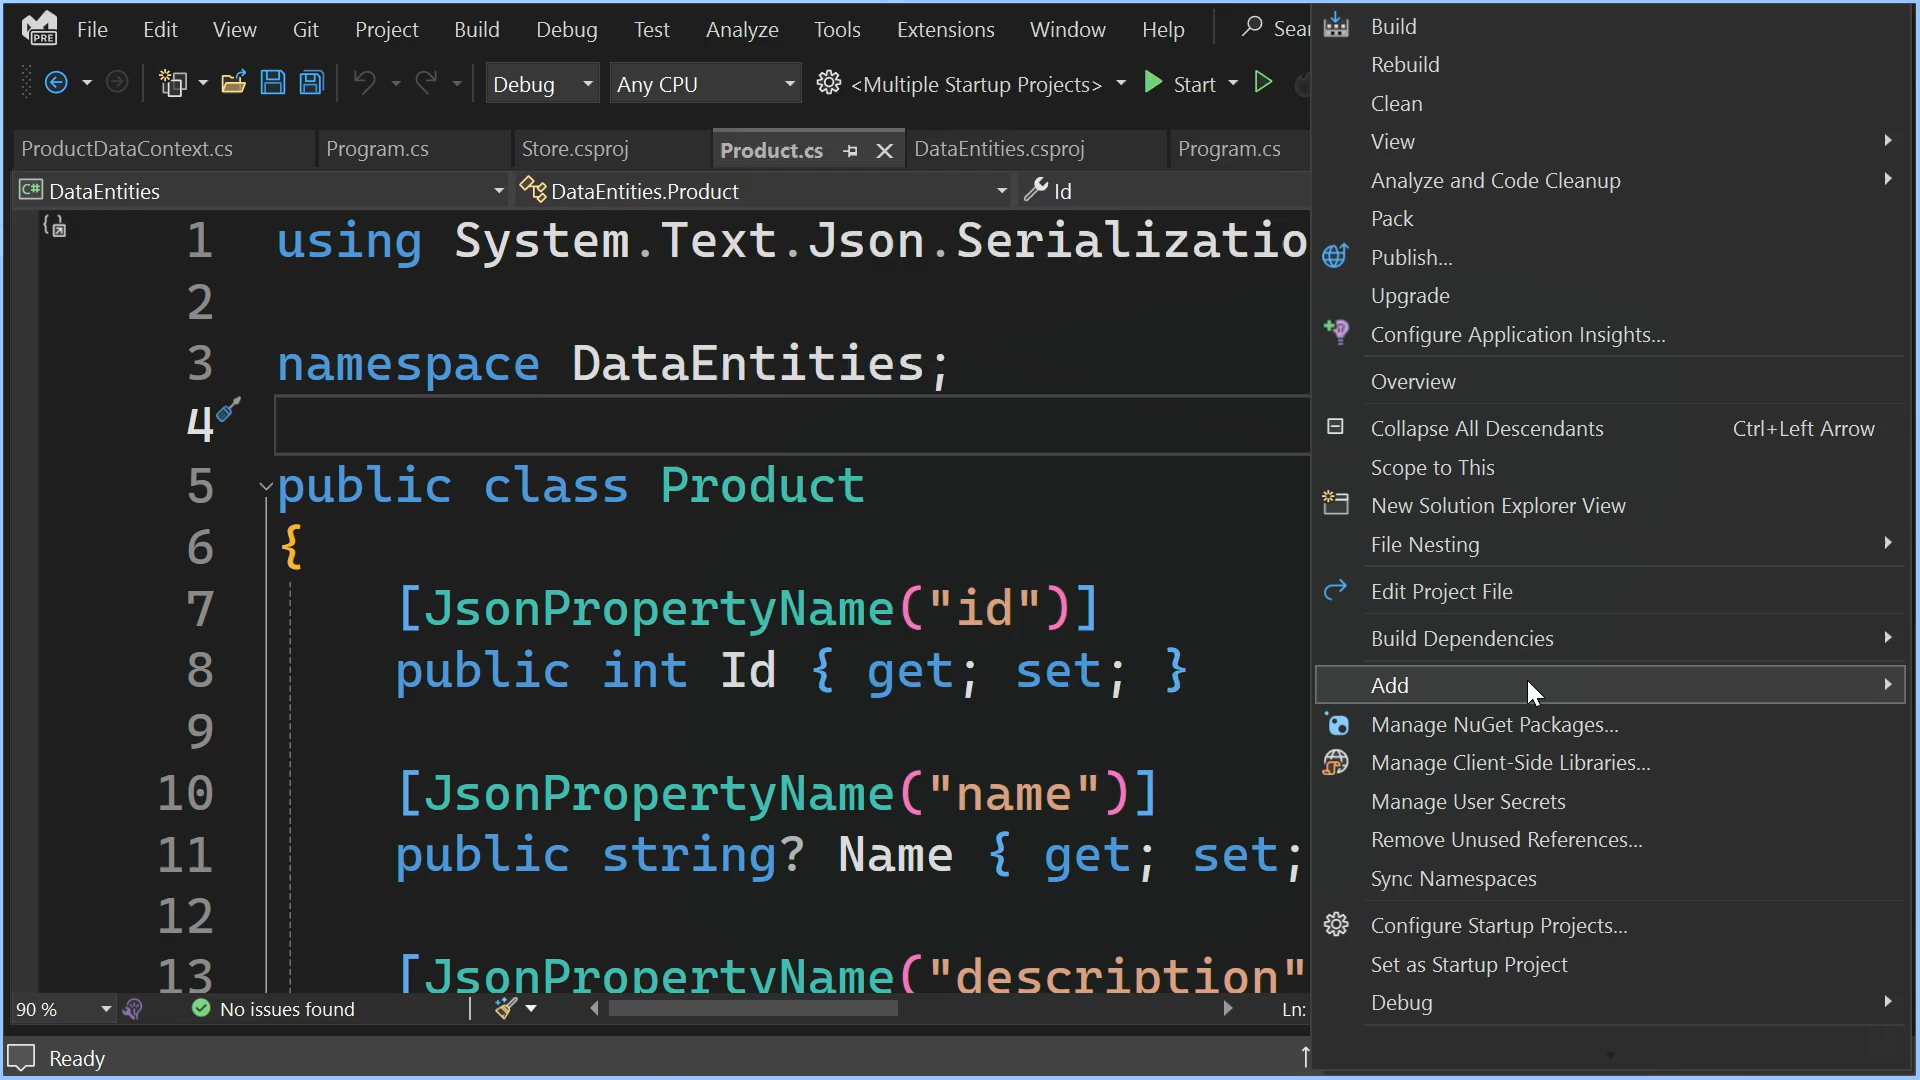 PRE
File Edit View Git Project Build Debug Test Analyze Tools Extensions Window Help
Debug Any CPU <Multiple Startup Projects> Start
ProductDataContext.cs Program.cs Store.csproj Product.cs DataEntities.csproj Program.cs
C# DataEntities DataEntities.Product Id
1 using System.Text.Json.Serializatio
2
3 namespace DataEntities;
4
5 public class Product
6 {
7 [JsonPropertyName("id")]
8 public int Id { get; set; }
9
10 [JsonPropertyName("name")]
11 public string? Name { get; set;
12
13 [JsonPropertyName("description"
90 % No issues found Ln:
Ready
Build
Rebuild
Clean
View
Analyze and Code Cleanup
Pack
Publish...
Upgrade
Configure Application Insights...
Overview
Collapse All Descendants Ctrl+Left Arrow
Scope to This
New Solution Explorer View
File Nesting
Edit Project File
Build Dependencies
Add
Manage NuGet Packages...
Manage Client-Side Libraries...
Manage User Secrets
Remove Unused References...
Sync Namespaces
Configure Startup Projects...
Set as Startup Project
Debug